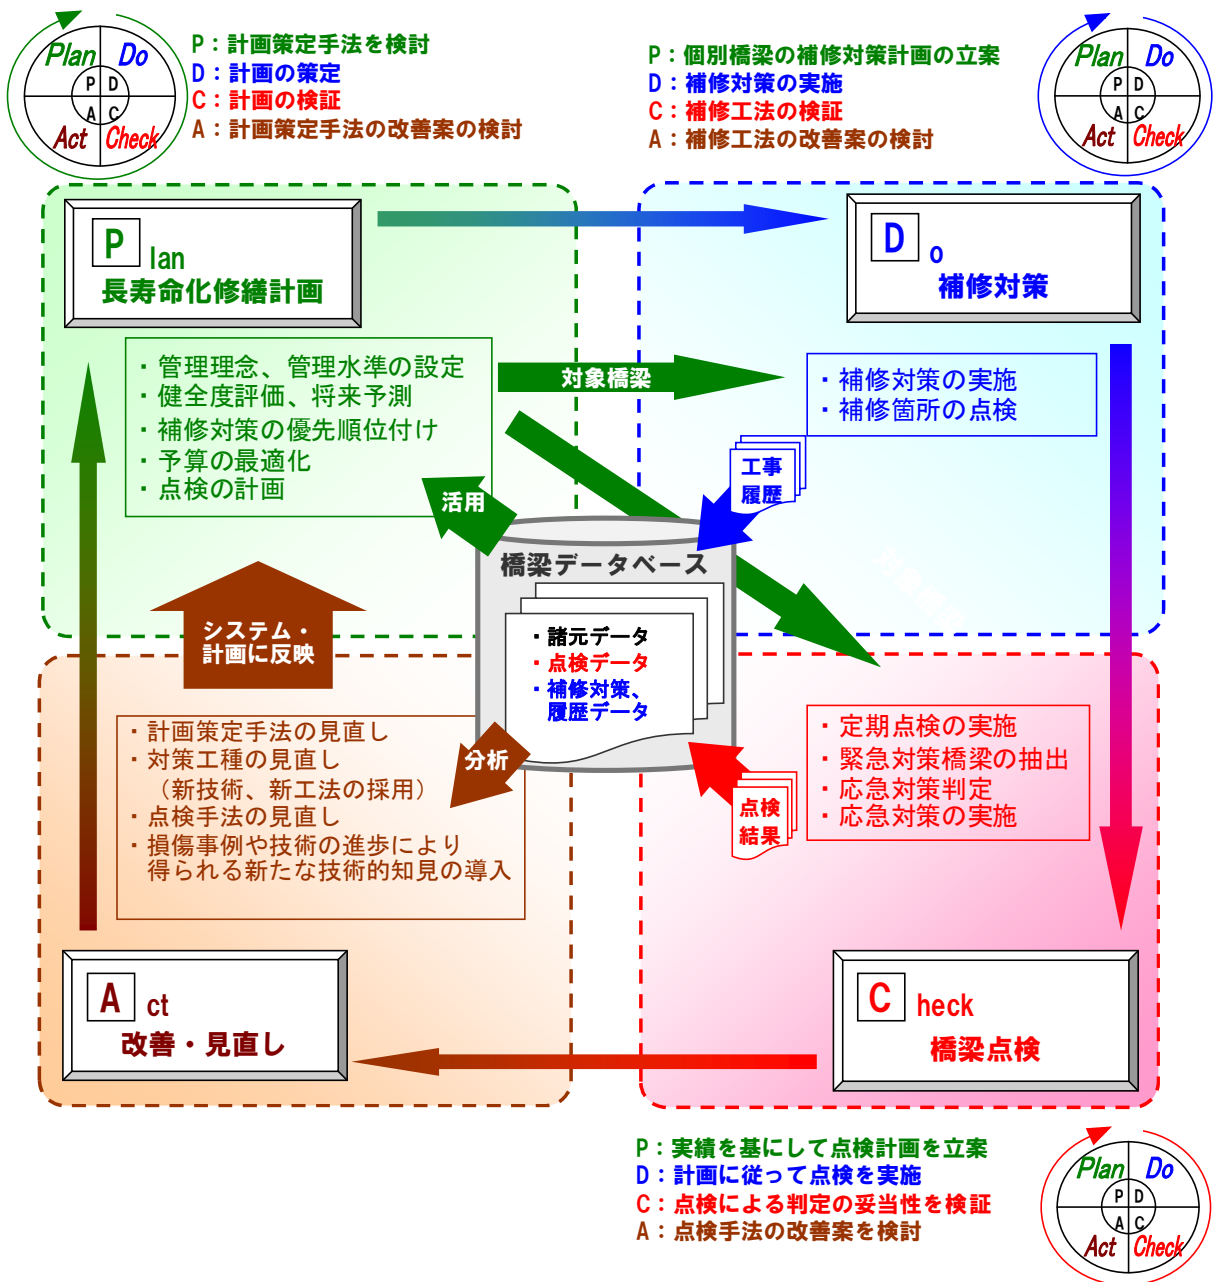 Plan Do
P D
A C
Act Check
P：計画策定手法を検討
D：計画の策定
C：計画の検証
A：計画策定手法の改善案の検討
P：個別橋梁の補修対策計画の立案
D：補修対策の実施
C：補修工法の検証
A：補修工法の改善案の検討
Plan Do
P D
A C
Act Check
P lan
長寿命化修繕計画
D o
補修対策
・管理理念、管理水準の設定
・健全度評価、将来予測
・補修対策の優先順位付け
・予算の最適化
・点検の計画
対象橋梁
・補修対策の実施
・補修箇所の点検
工事
履歴
活用
橋梁データベース
・諸元データ
・点検データ
・補修対策、
履歴データ
システム・
計画に反映
・計画策定手法の見直し
・対策工種の見直し
（新技術、新工法の採用）
・点検手法の見直し
・損傷事例や技術の進歩により
得られる新たな技術的知見の導入
分析
点検
結果
・定期点検の実施
・緊急対策橋梁の抽出
・応急対策判定
・応急対策の実施
A ct
改善・見直し
C heck
橋梁点検
P：実績を基にして点検計画を立案
D：計画に従って点検を実施
C：点検による判定の妥当性を検証
A：点検手法の改善案を検討
Plan Do
P D
A C
Act Check